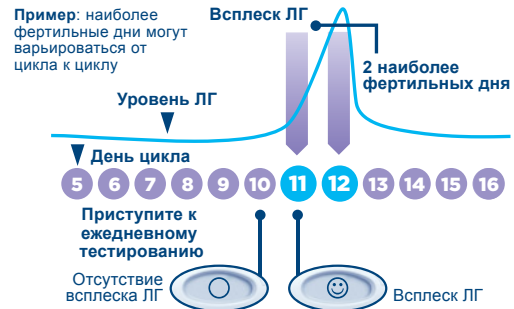 Пример: наиболее
фертильные дни могут
варьироваться от
цикла к циклу
Всплеск ЛГ
2 наиболее
фертильных дня
Уровень ЛГ
День цикла
5 6 7 8 9 10 11 12 13 14 15 16
Приступите к
ежедневному
тестированию
Отсутствие
всплеска ЛГ
Всплеск ЛГ